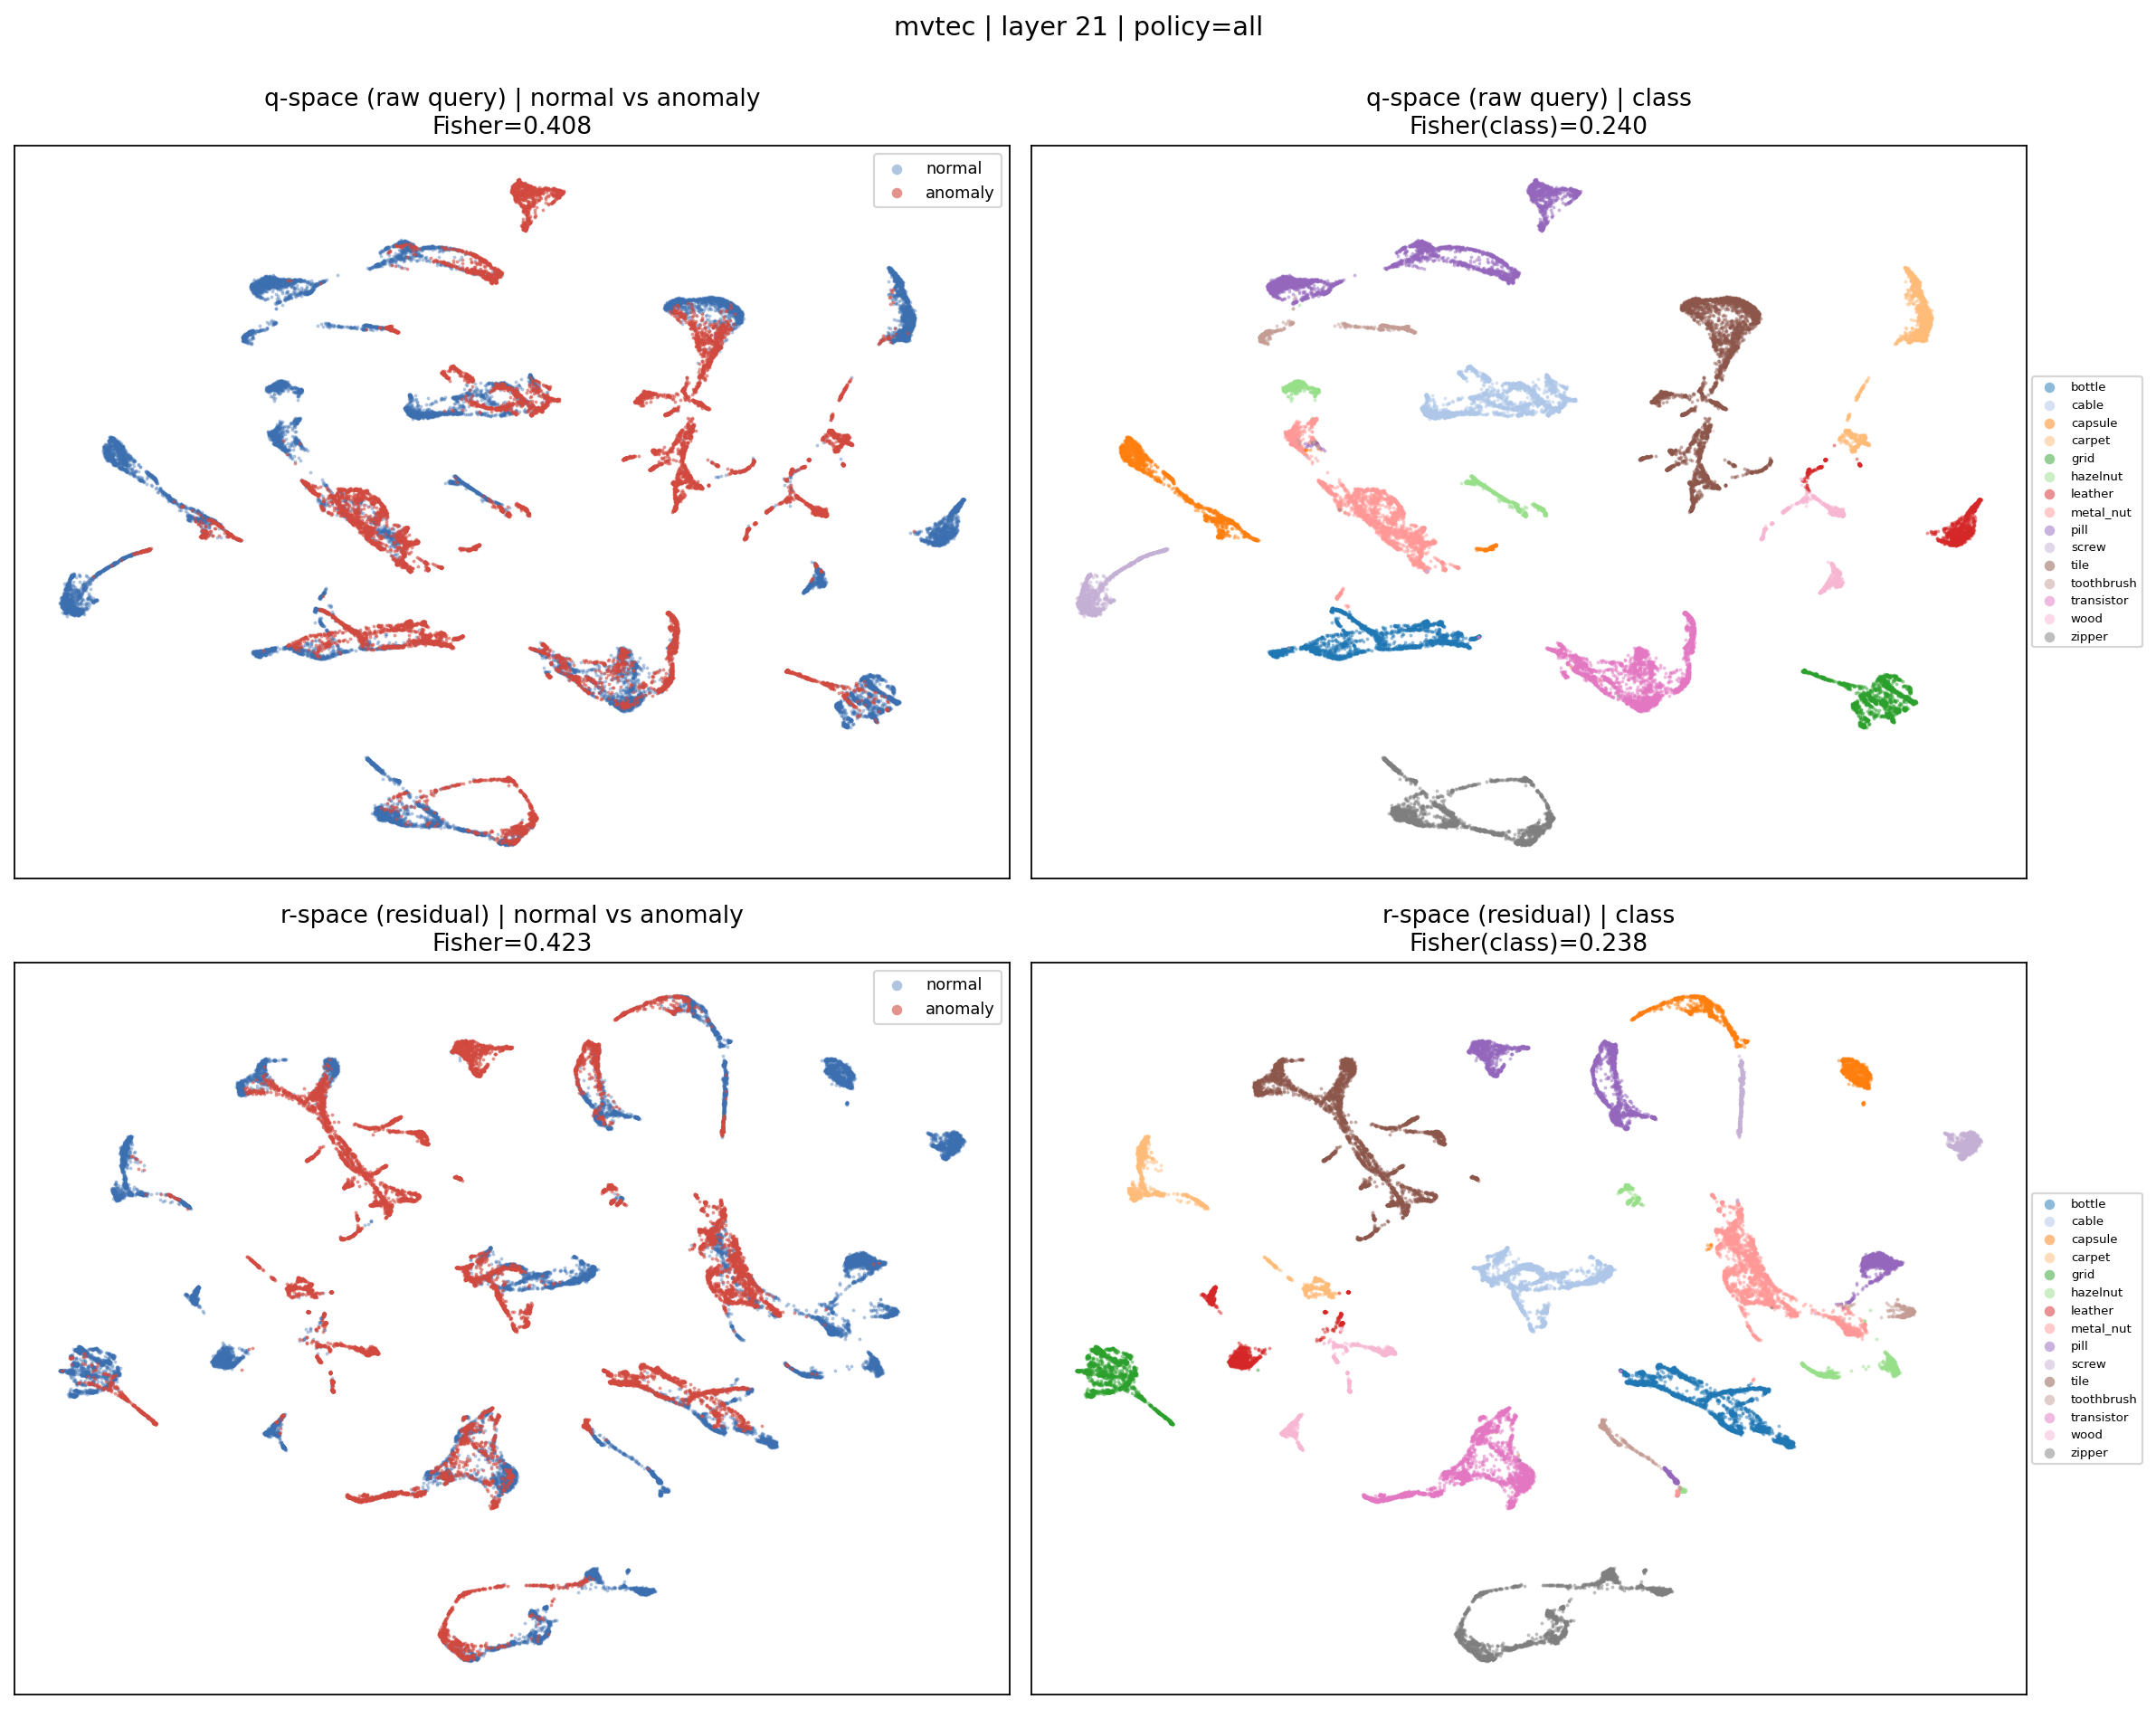 mvtec | layer 21 | policy=all
q-space (raw query) | normal vs anomaly
Fisher=0.408
normal
anomaly
q-space (raw query) | class
Fisher(class)=0.240
bottle
cable
capsule
carpet
grid
hazelnut
leather
metal_nut
pill
screw
tile
toothbrush
transistor
wood
zipper
r-space (residual) | normal vs anomaly
Fisher=0.423
normal
anomaly
r-space (residual) | class
Fisher(class)=0.238
bottle
cable
capsule
carpet
grid
hazelnut
leather
metal_nut
pill
screw
tile
toothbrush
transistor
wood
zipper